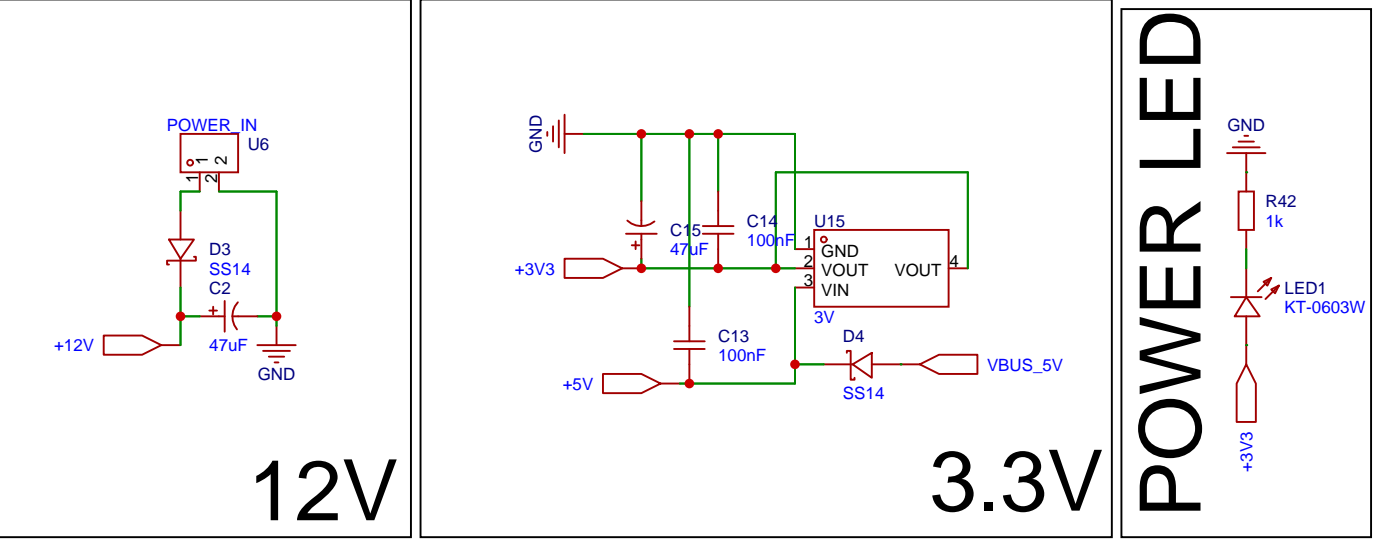 POWER_IN
U6
1 2
1 2
D3
SS14
C2
47uF
+12V
GND
12V
GND
C15
47uF
C14
100nF
U15
1
GND
2
VOUT
VOUT
4
3
VIN
3V
+3V3
C13
100nF
+5V
D4
SS14
VBUS_5V
3.3V
POWER LED
GND
R42
1k
LED1
KT-0603W
+3V3